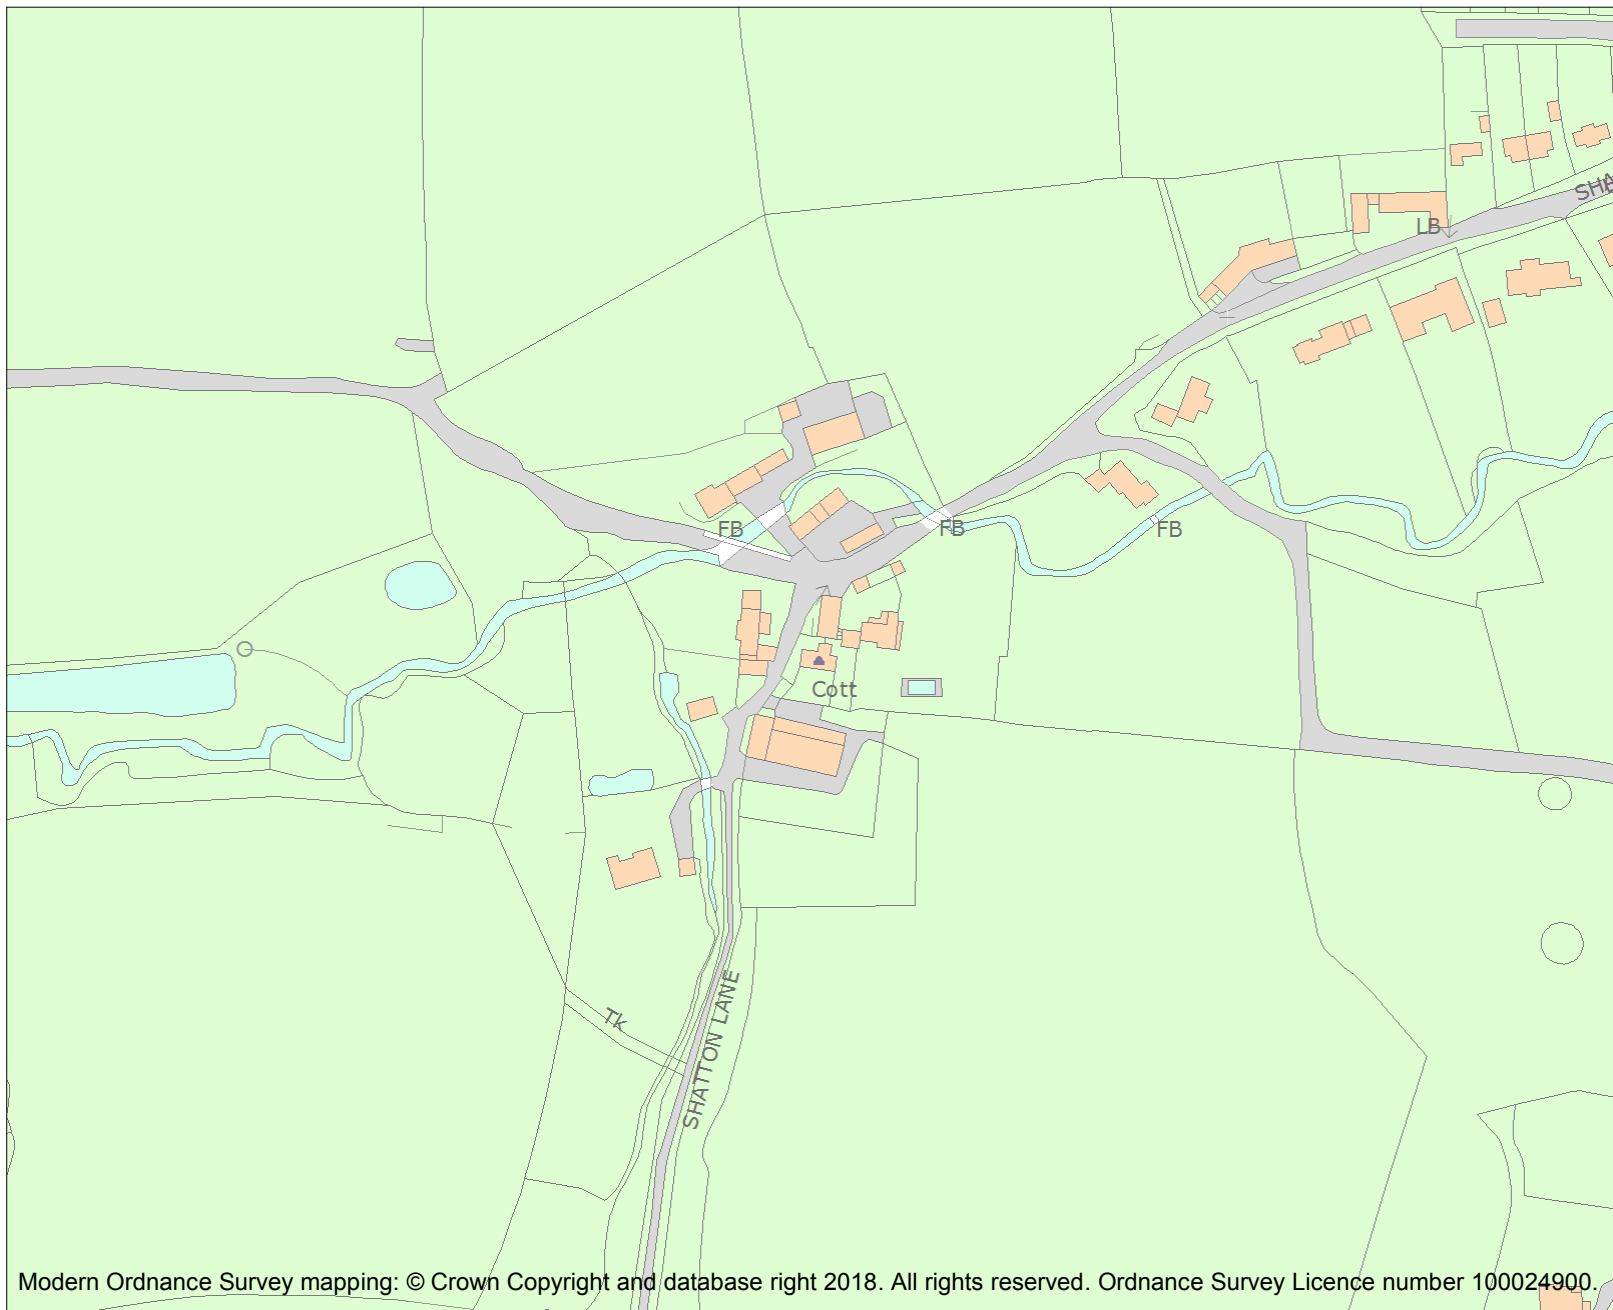 SHA
LB
FB
FB
FB
Cott
Tk
SHATTON LANE
Modern Ordnance Survey mapping: © Crown Copyright and database right 2018. All rights reserved. Ordnance Survey Licence number 100024900.